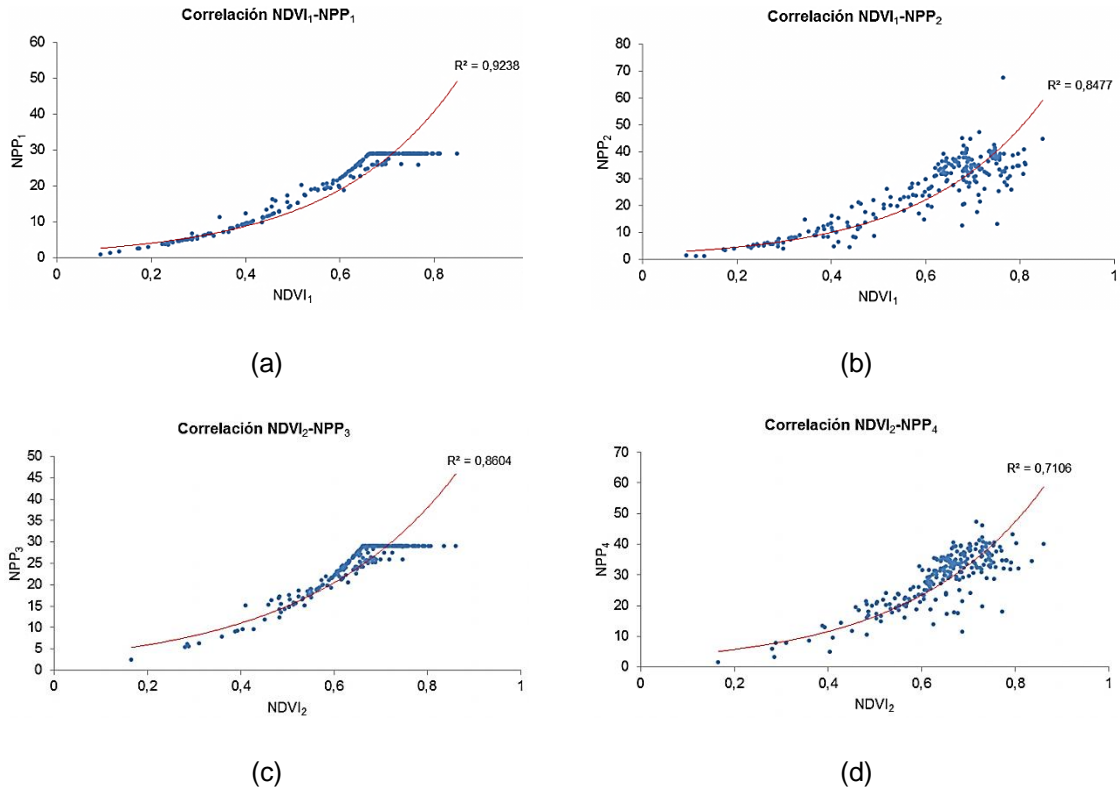 Correlación NDVI₁-NPP₁
60
50
40
30
20
10
0
NPP₁
R² = 0,9238
0 0,2 0,4 0,6 0,8
NDVI₁
(a)
Correlación NDVI₁-NPP₂
80
70
60
50
40
30
20
10
0
NPP₂
R² = 0,8477
0 0,2 0,4 0,6 0,8 1
NDVI₁
(b)
Correlación NDVI₂-NPP₃
50
45
40
35
30
25
20
15
10
5
0
NPP₃
R² = 0,8604
0 0,2 0,4 0,6 0,8 1
NDVI₂
(c)
Correlación NDVI₂-NPP₄
70
60
50
40
30
20
10
0
NPP₄
R² = 0,7106
0 0,2 0,4 0,6 0,8 1
NDVI₂
(d)